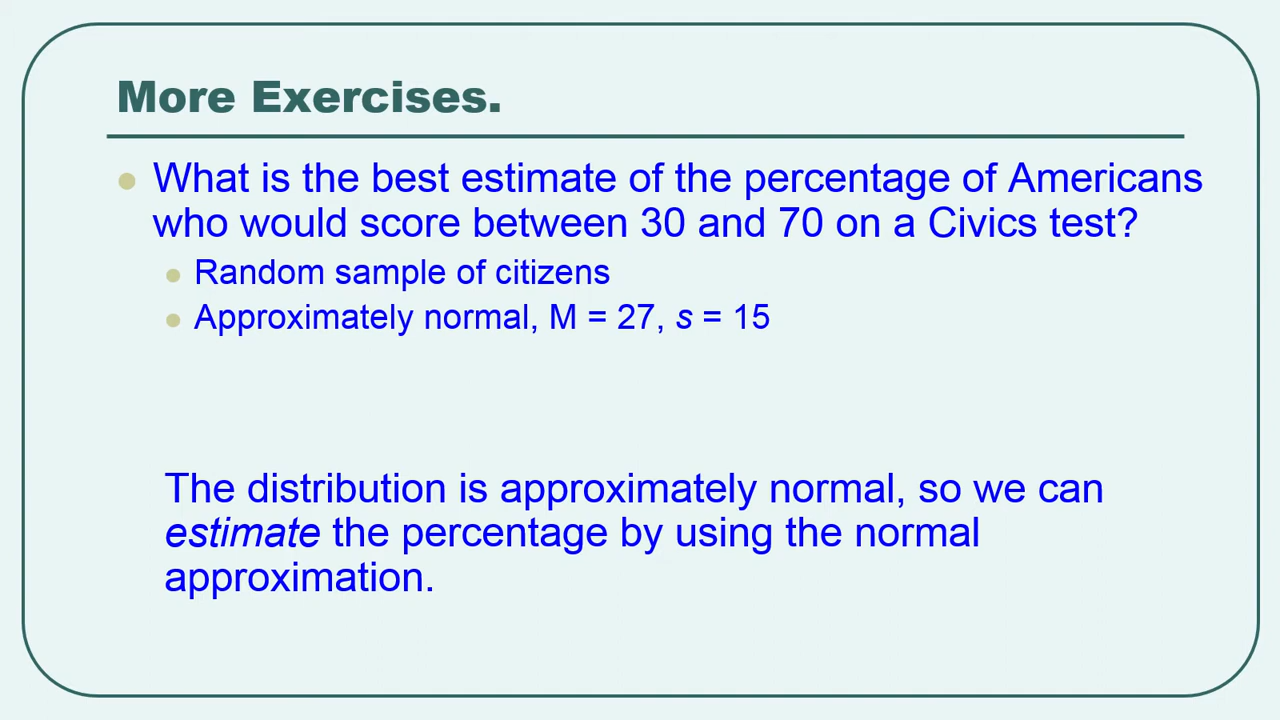 More Exercises.
What is the best estimate of the percentage of Americans
who would score between 30 and 70 on a Civics test?
Random sample of citizens
Approximately normal, M = 27, s = 15
The distribution is approximately normal, so we can
estimate the percentage by using the normal
approximation.